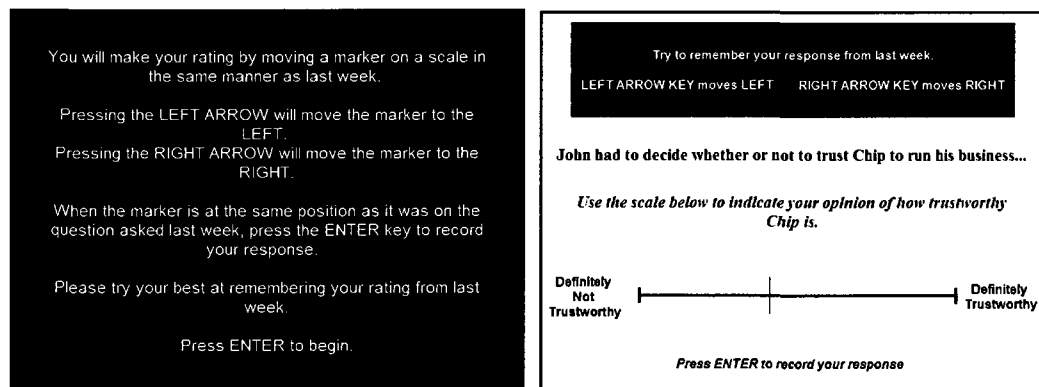 You will make your rating by moving a marker on a scale in
the same manner as last week.
Pressing the LEFT ARROW will move the marker to the
LEFT.
Pressing the RIGHT ARROW will move the marker to the
RIGHT.
When the marker is at the same position as it was on the
question asked last week, press the ENTER key to record
your response.
Please try your best at remembering your rating from last
week.
Press ENTER to begin.
Try to remember your response from last week.
LEFT ARROW KEY moves LEFT RIGHT ARROW KEY moves RIGHT
John had to decide whether or not to trust Chip to run his business...
Use the scale below to indicate your opinion of how trustworthy
Chip is.
Definitely
Not
Trustworthy
Definitely
Trustworthy
Press ENTER to record your response